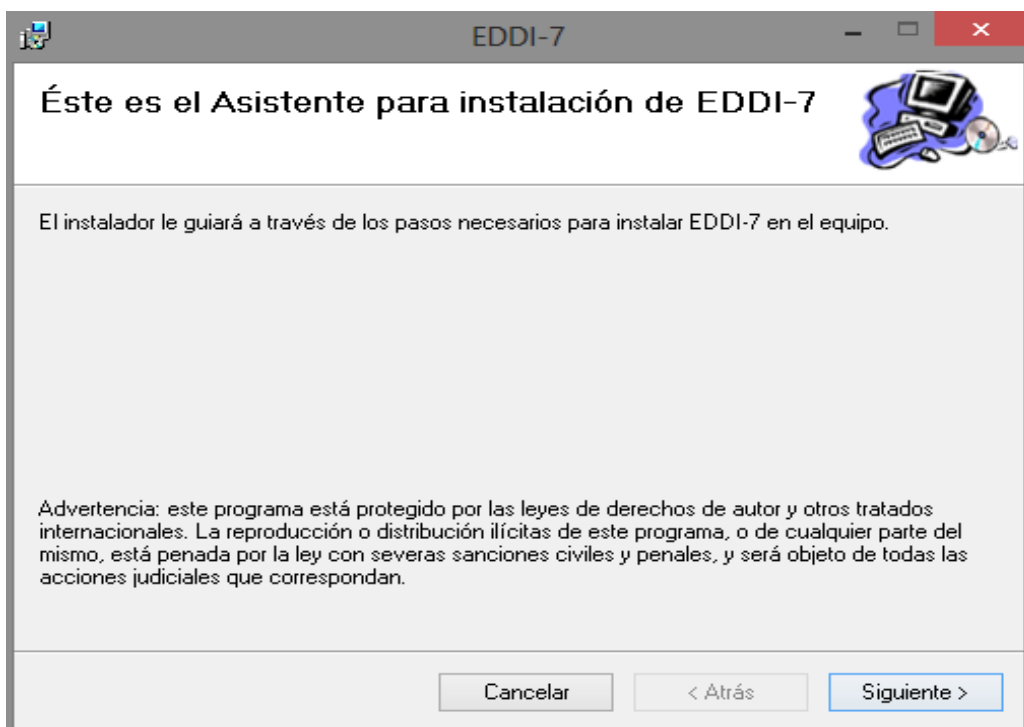 EDDI-7
Éste es el Asistente para instalación de EDDI-7
El instalador le guiará a través de los pasos necesarios para instalar EDDI-7 en el equipo.
Advertencia: este programa está protegido por las leyes de derechos de autor y otros tratados
internacionales. La reproducción o distribución ilícitas de este programa, o de cualquier parte del
mismo, está penada por la ley con severas sanciones civiles y penales, y será objeto de todas las
acciones judiciales que correspondan.
Cancelar
< Atrás
Siguiente >